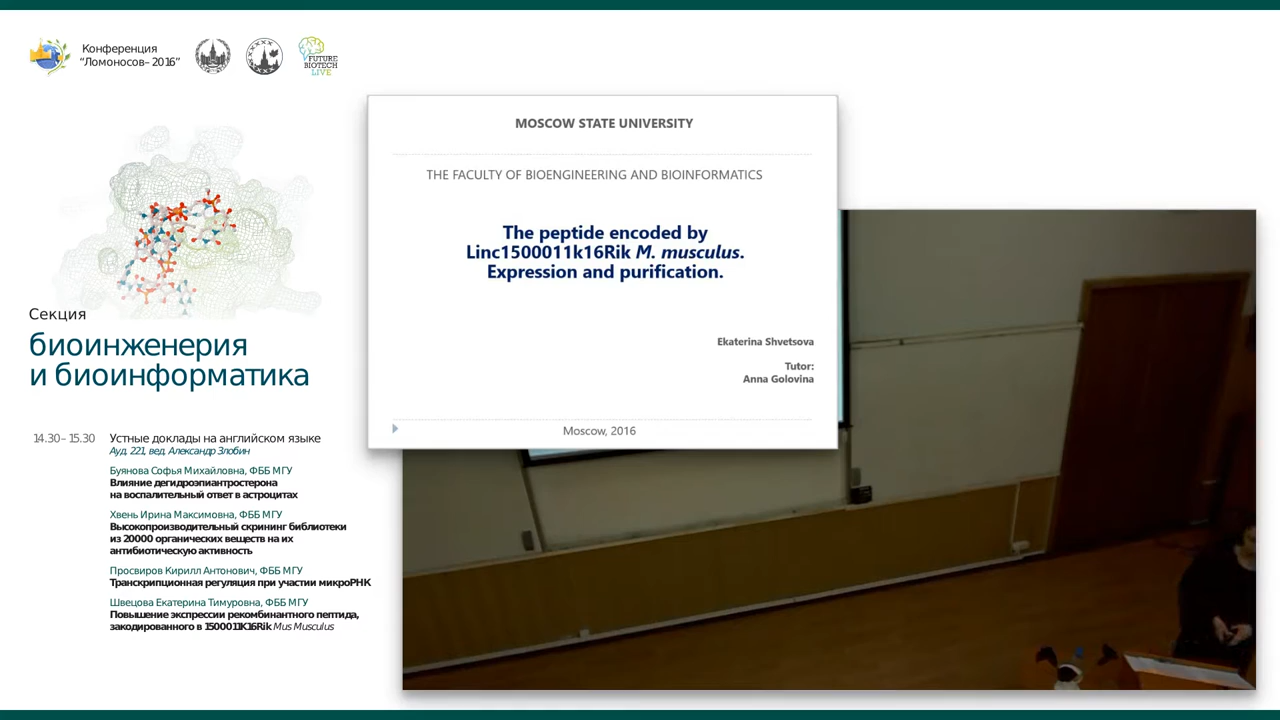 Конференция
“Ломоносов– 2016”
FUTURE
BIOTECH
LIVE
MOSCOW STATE UNIVERSITY
THE FACULTY OF BIOENGINEERING AND BIOINFORMATICS
The peptide encoded by
Linc1500011k16Rik M. musculus.
Expression and purification.
Ekaterina Shvetsova
Tutor:
Anna Golovina
Moscow, 2016
Секция
биоинженерия
и биоинформатика
14.30– 15.30 Устные доклады на английском языке
Ауд. 221, вед. Александр Злобин
Буянова Софья Михайловна, ФББ МГУ
Влияние дегидроэпиантростерона
на воспалительный ответ в астроцитах
Хвень Ирина Максимовна, ФББ МГУ
Высокопроизводительный скрининг библиотеки
из 20000 органических веществ на их
антибиотическую активность
Просвиров Кирилл Антонович, ФББ МГУ
Транскрипционная регуляция при участии микроРНК
Швецова Екатерина Тимуровна, ФББ МГУ
Повышение экспрессии рекомбинантного пептида,
закодированного в 1500011K16Rik Mus Musculus